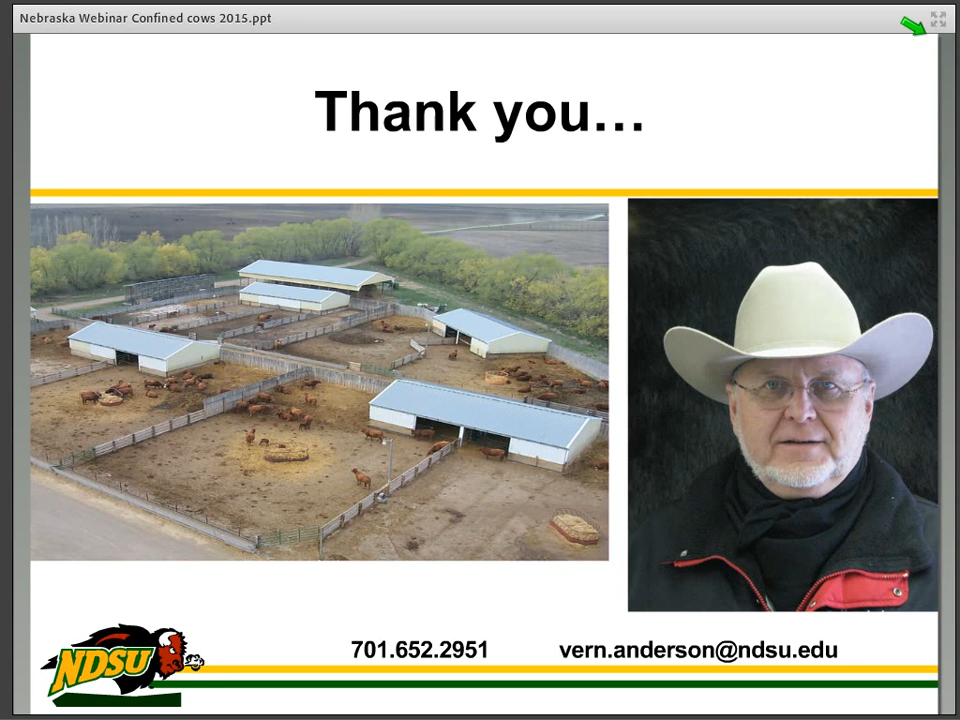 Nebraska Webinar Confined cows 2015.ppt
Thank you…
701.652.2951 vern.anderson@ndsu.edu
NDSU